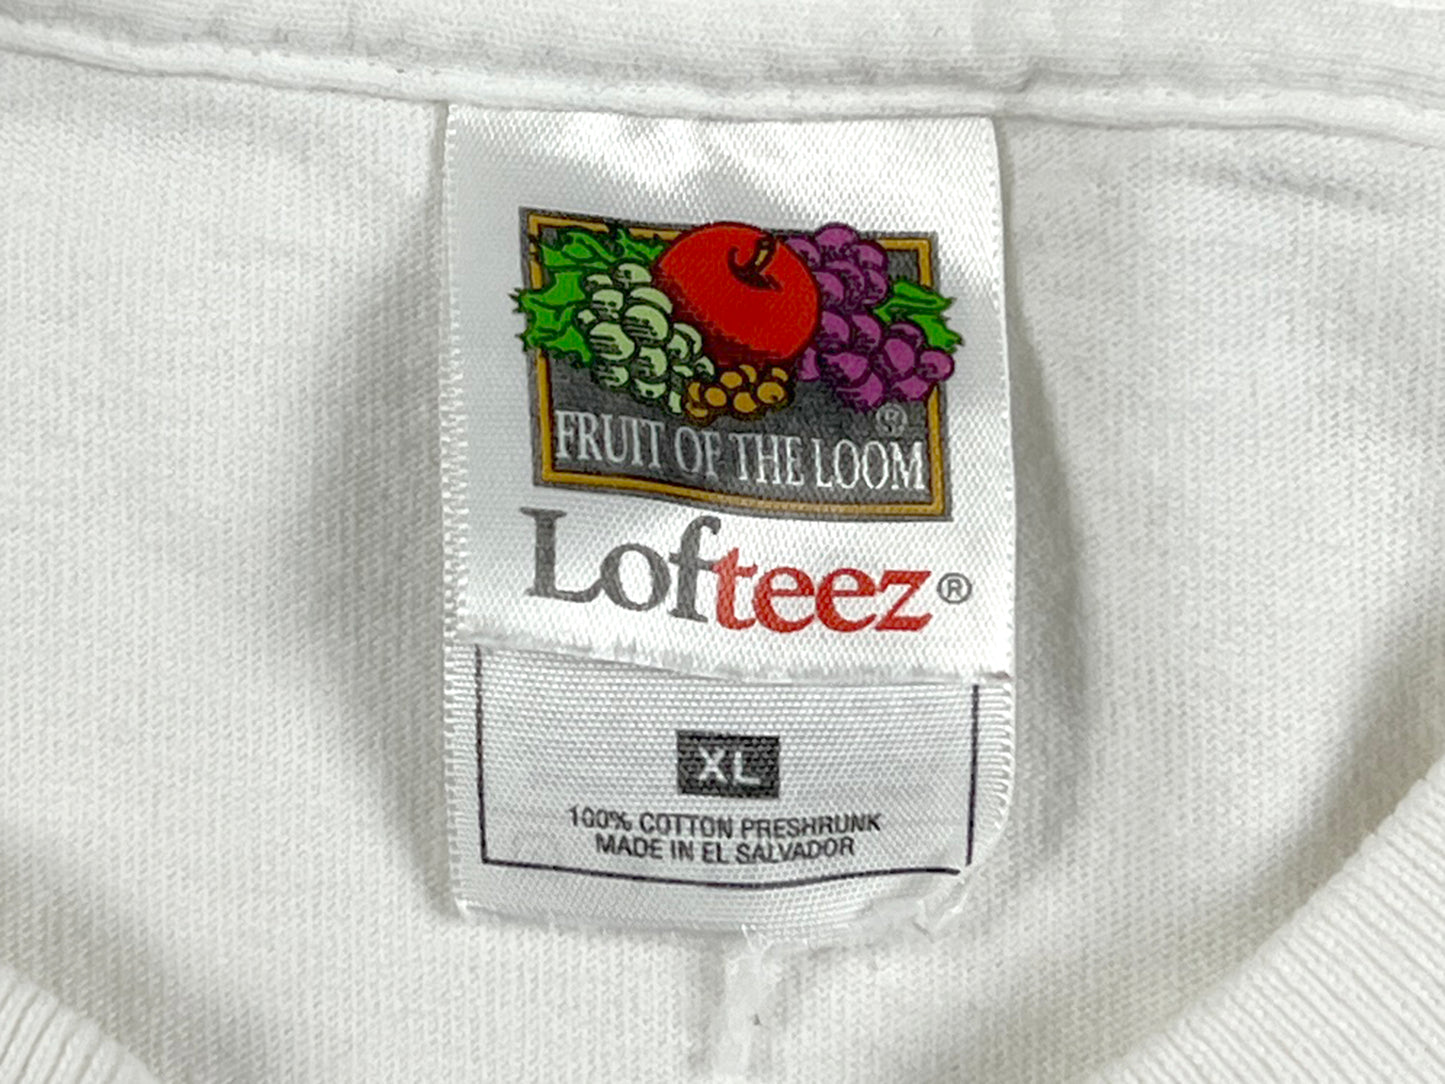 ®
FRUIT OF THE LOOM
Lofteez®
XL
100% COTTON PRESHRUNK
MADE IN EL SALVADOR